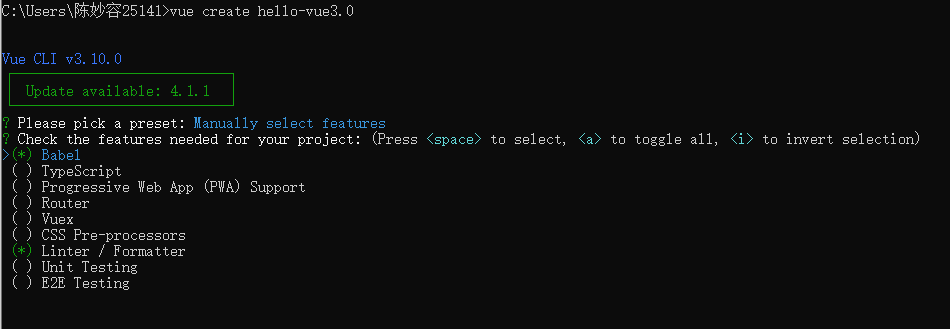 C:\Users\陈妙容25141>vue create hello-vue3.0
Vue CLI v3.10.0
Update available: 4.1.1
? Please pick a preset: Manually select features
? Check the features needed for your project: (Press <space> to select, <a> to toggle all, <i> to invert selection)
>(*) Babel
( ) TypeScript
( ) Progressive Web App (PWA) Support
( ) Router
( ) Vuex
( ) CSS Pre-processors
(*) Linter / Formatter
( ) Unit Testing
( ) E2E Testing